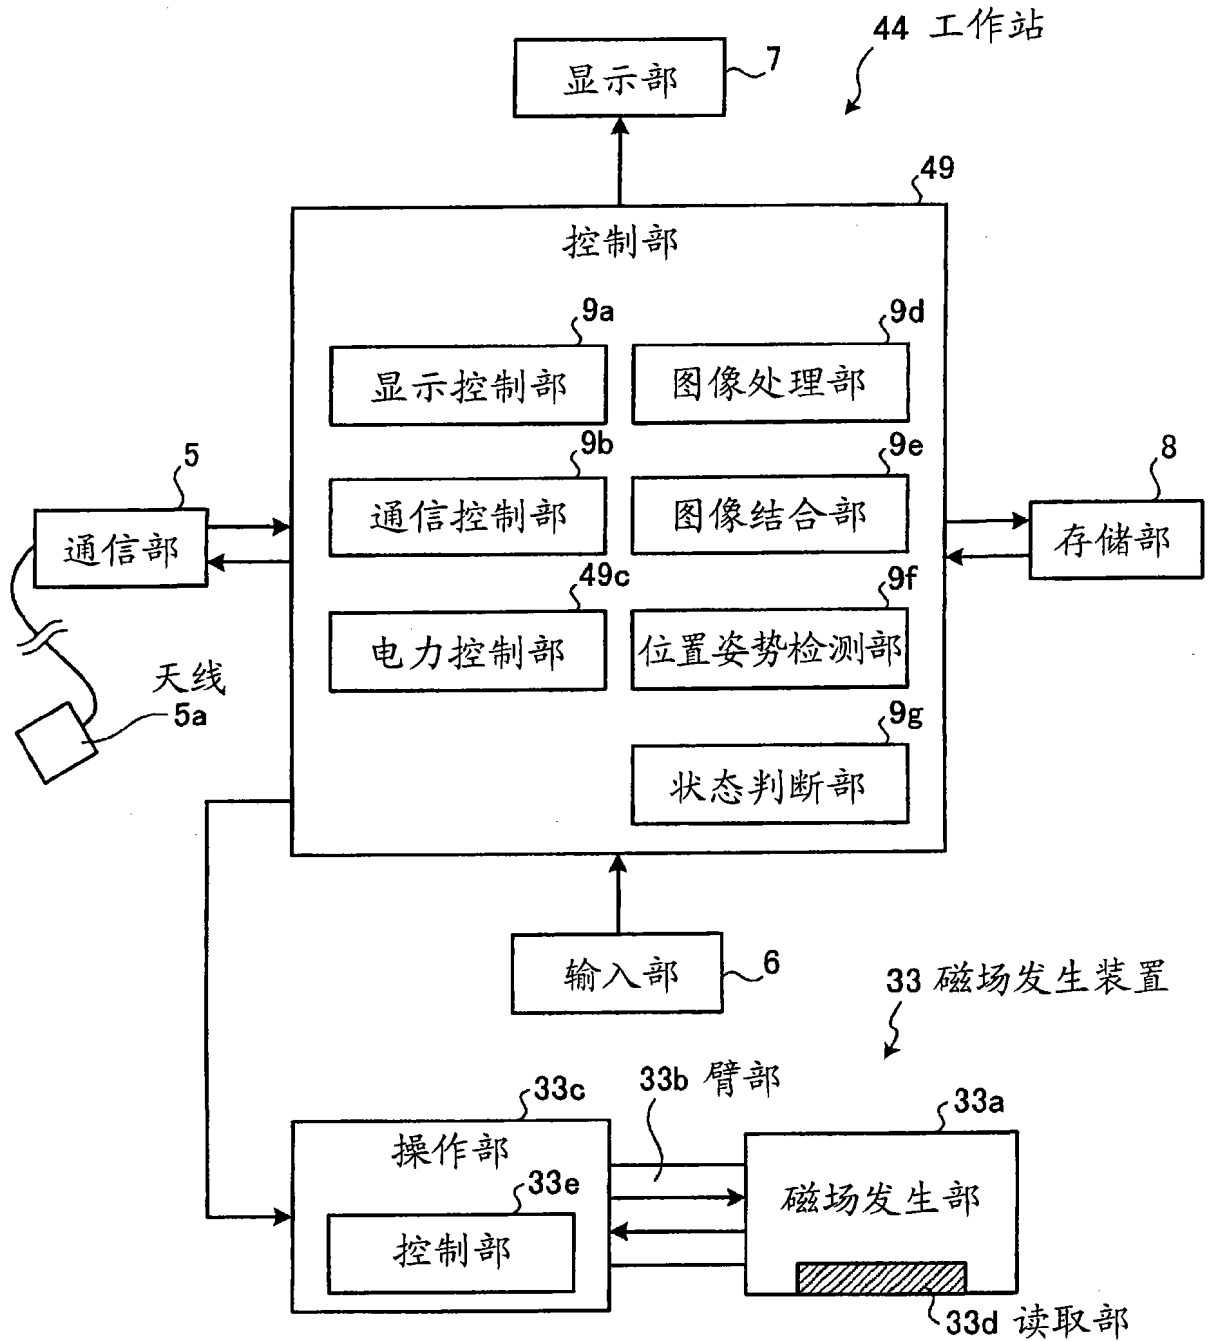 44 工作站
7
显示部
49
控制部
9a
9d
显示控制部
图像处理部
9b
9e
通信控制部
图像结合部
5
通信部
8
存储部
49c
9f
电力控制部
位置姿势检测部
天线
5a
9g
状态判断部
输入部
6
33 磁场发生装置
33c
33b 臂部
33a
操作部
33e
控制部
磁场发生部
33d 读取部